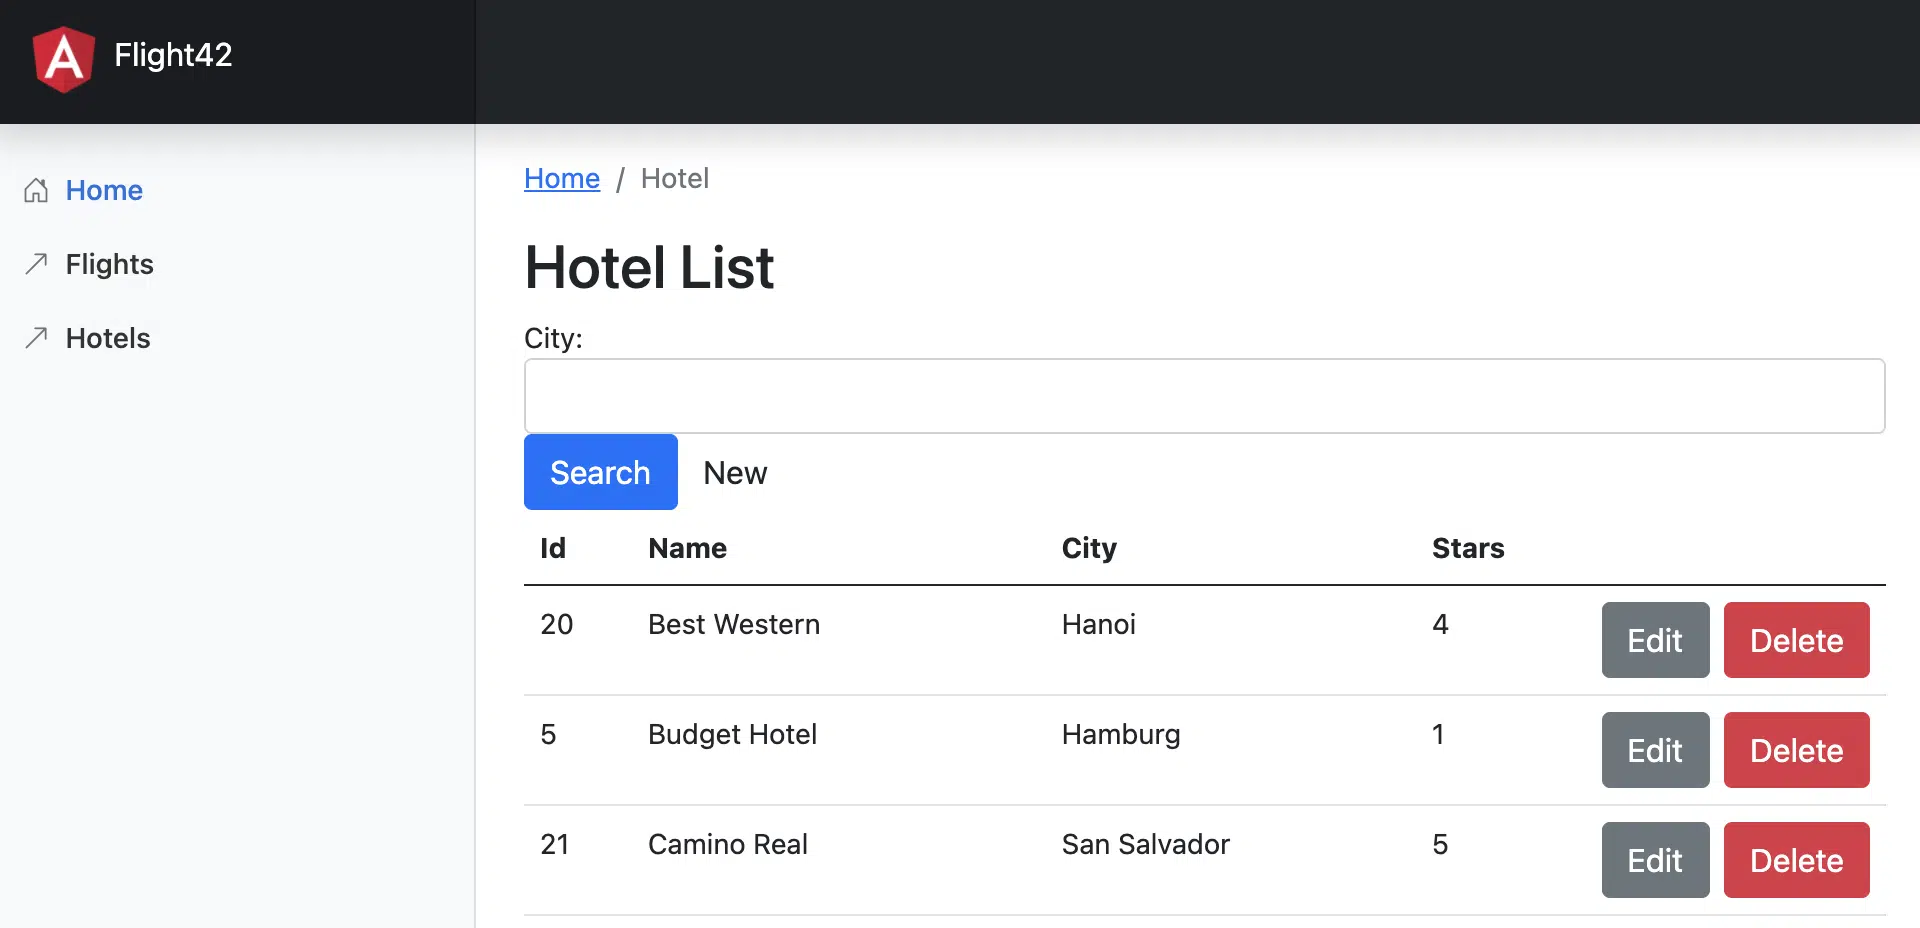 Flight42
Home
Flights
Hotels
Home / Hotel
Hotel List
City:
Search New
Id Name City Stars
20 Best Western Hanoi 4 Edit Delete
5 Budget Hotel Hamburg 1 Edit Delete
21 Camino Real San Salvador 5 Edit Delete